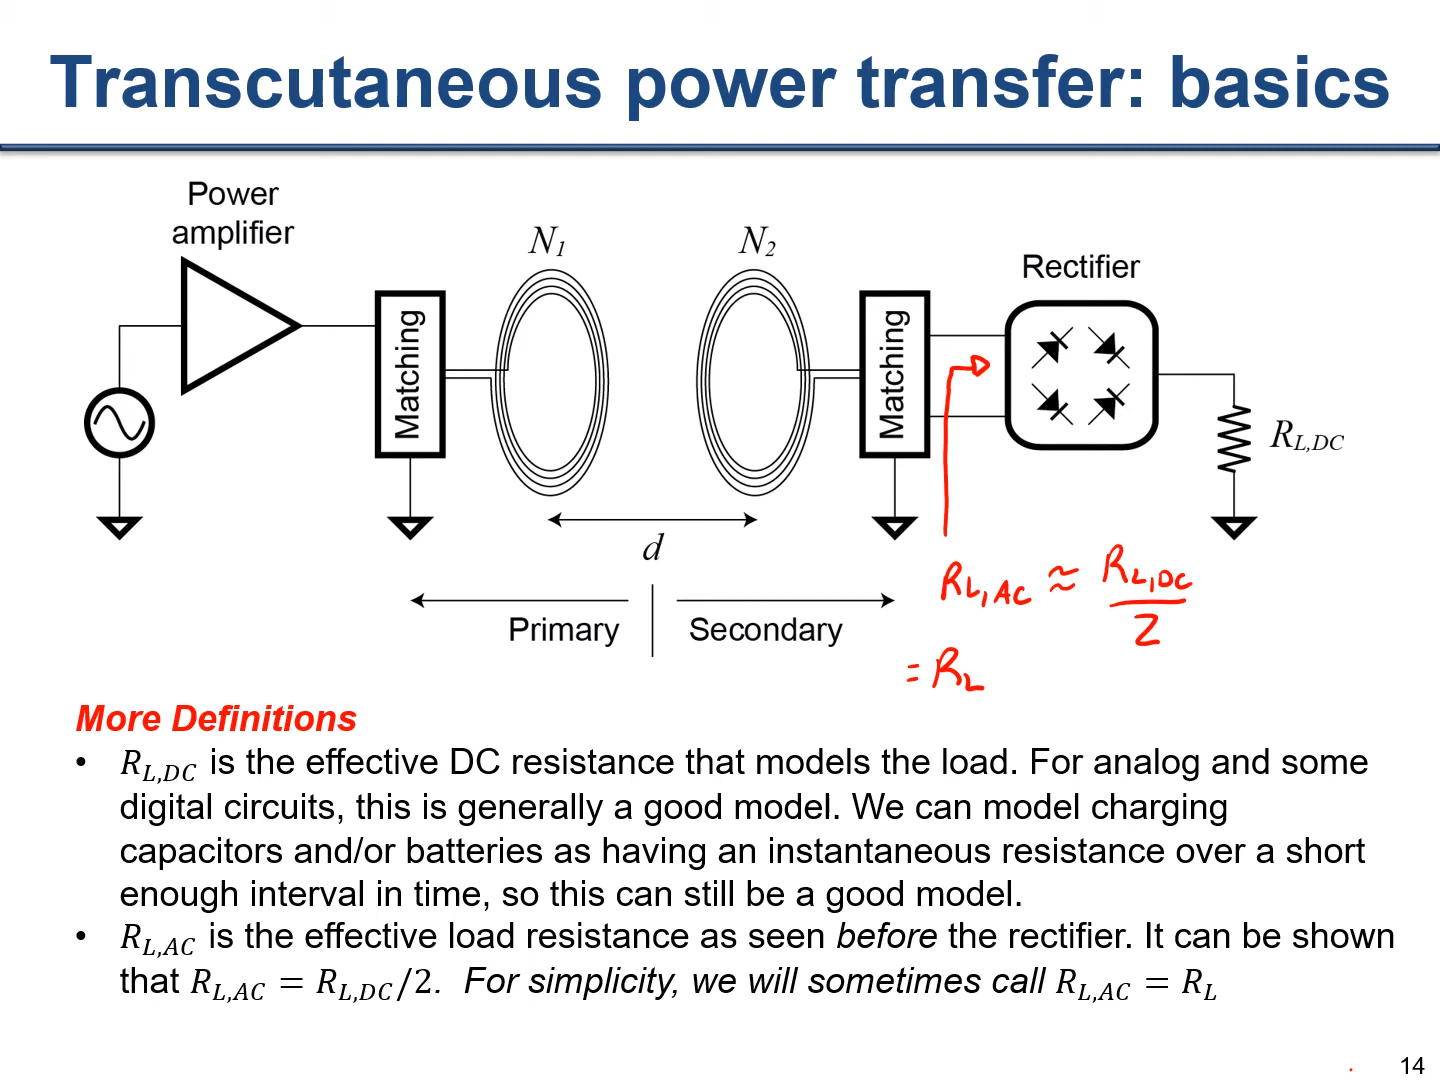 Transcutaneous power transfer: basics
Power
amplifier
N1
N2
Rectifier
Matching
Matching
RL,DC
d
Primary
Secondary
RL,AC ≈ RL,DC
2
= RL
More Definitions
• RL,DC is the effective DC resistance that models the load. For analog and some
digital circuits, this is generally a good model. We can model charging
capacitors and/or batteries as having an instantaneous resistance over a short
enough interval in time, so this can still be a good model.
• RL,AC is the effective load resistance as seen before the rectifier. It can be shown
that RL,AC = RL,DC/2. For simplicity, we will sometimes call RL,AC = RL
14